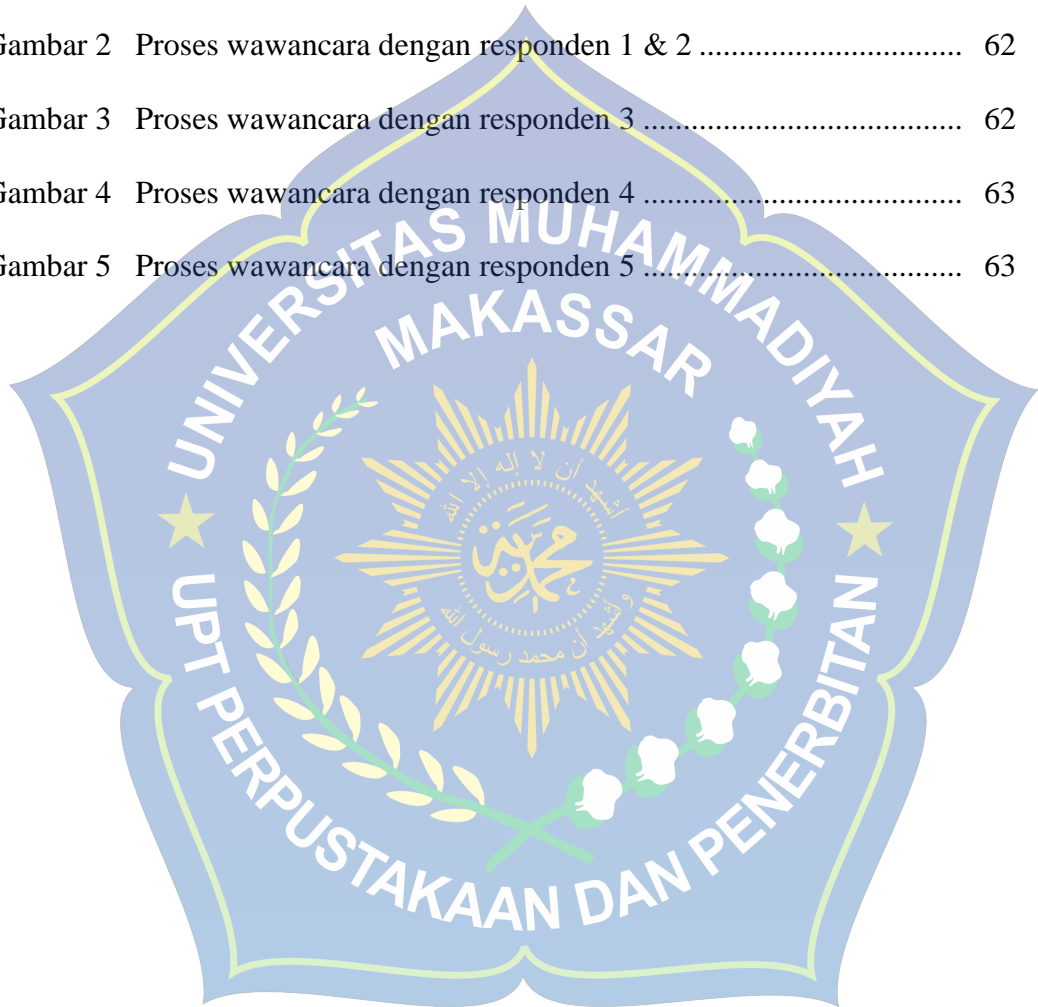 Gambar 2 Proses wawancara dengan responden 1 & 2 ............................ 62
Gambar 3 Proses wawancara dengan responden 3 .................................. 62
Gambar 4 Proses wawancara dengan responden 4 .................................. 63
Gambar 5 Proses wawancara dengan responden 5 .................................. 63
UNIVERSITAS MUHAMMADIYAH
MAKASSAR
أشهد أن لا إله إلا الله
محمدية
وأشهد أن محمد رسول الله
UPT PERPUSTAKAAN DAN PENERBITAN